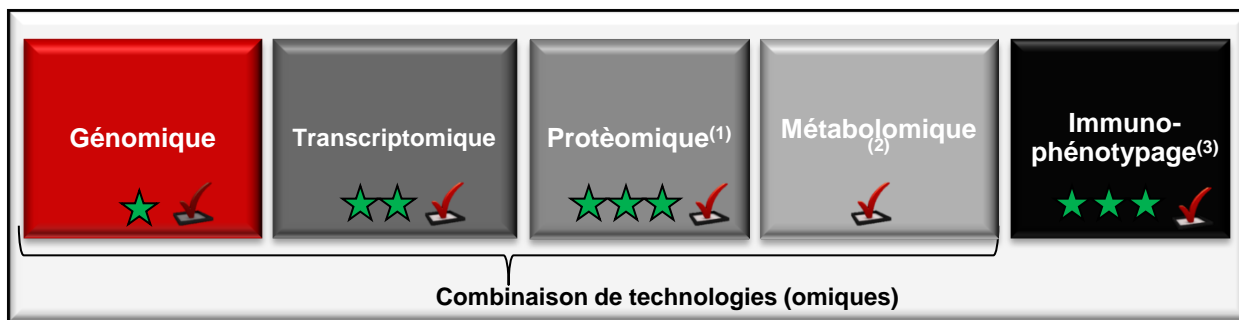 Génomique
Transcriptomique
Protèomique(1)
Métabolomique
(2)
Immuno-
phénotypage(3)
Combinaison de technologies (omiques)